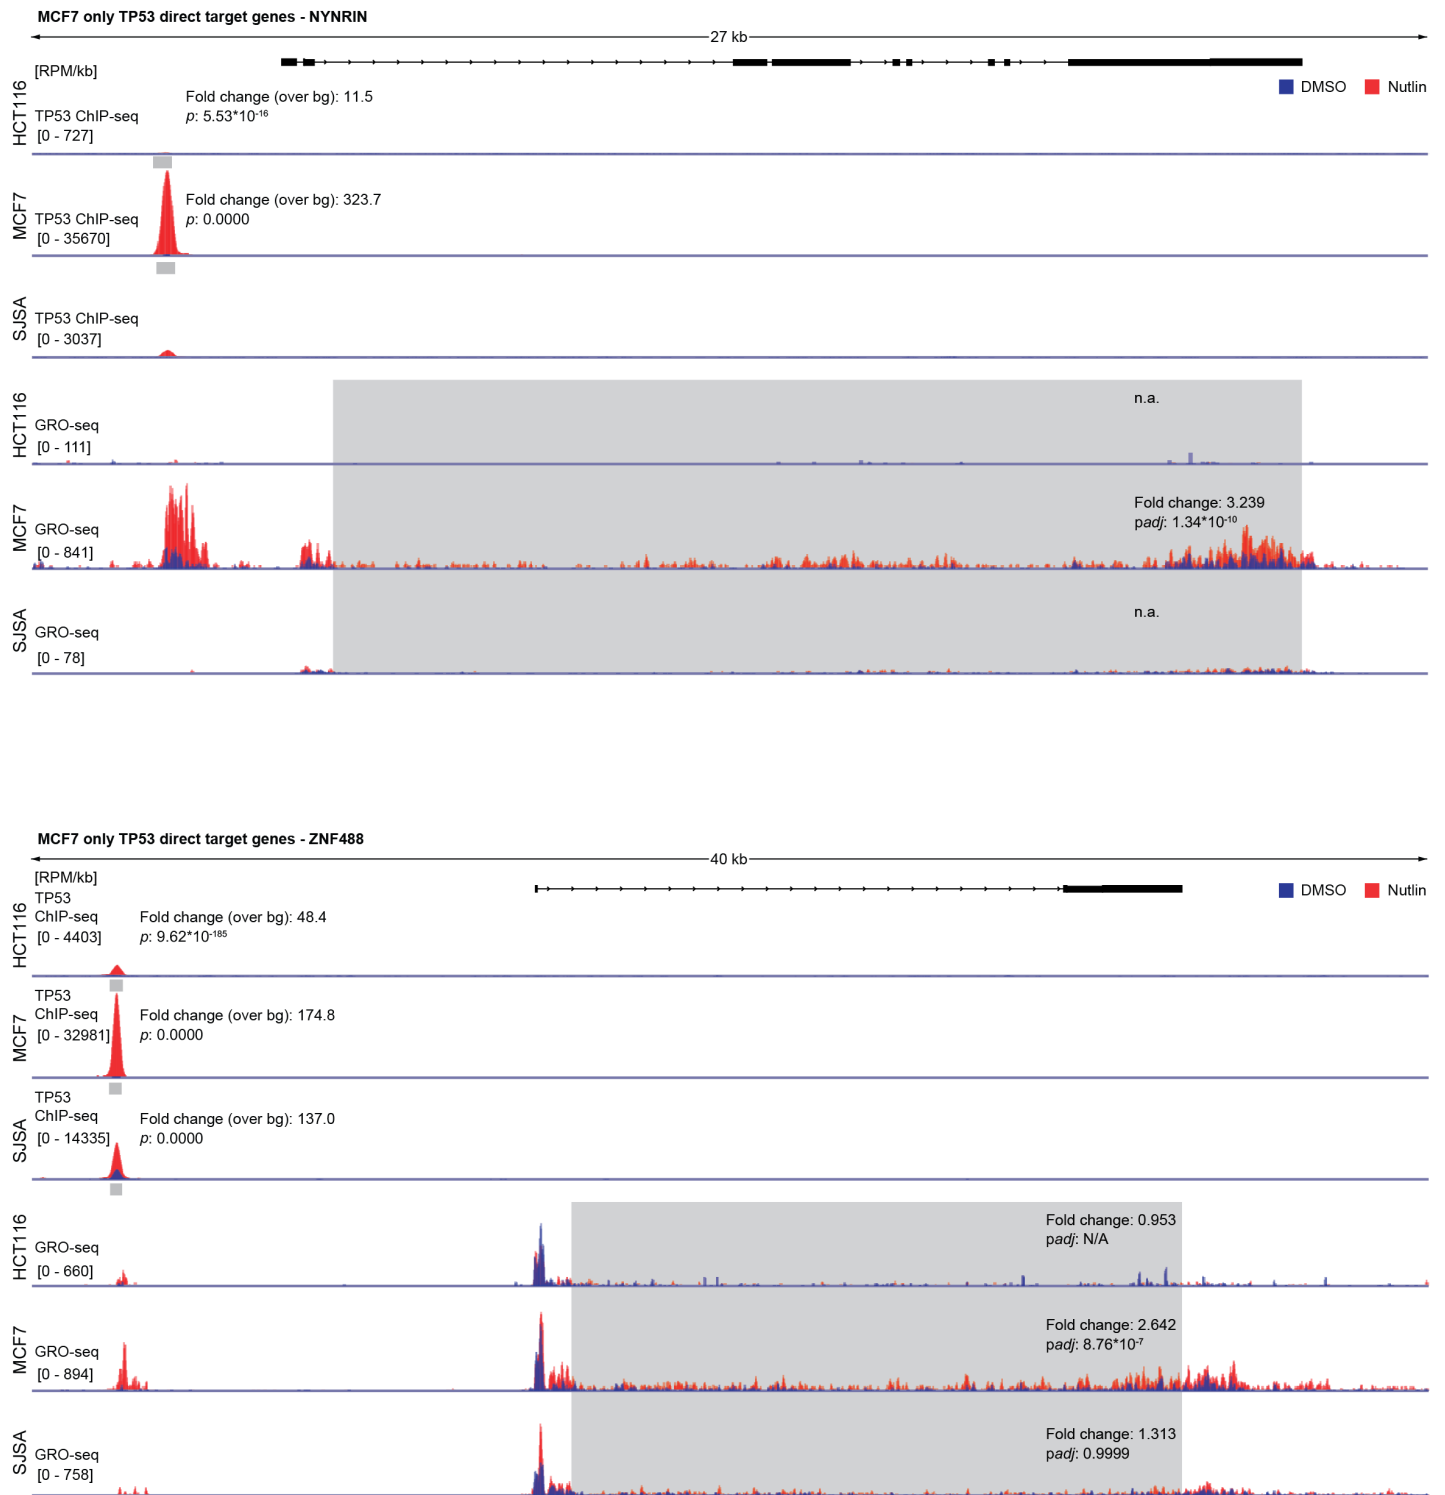 MCF7 only TP53 direct target genes - NYNRIN
27 kb
[RPM/kb]
DMSO
Nutlin
HCT116
TP53 ChIP-seq
[0 - 727]
Fold change (over bg): 11.5
p: 5.53*10-16
MCF7
TP53 ChIP-seq
[0 - 35670]
Fold change (over bg): 323.7
p: 0.0000
SJSA
TP53 ChIP-seq
[0 - 3037]
HCT116
GRO-seq
[0 - 111]
n.a.
MCF7
GRO-seq
[0 - 841]
Fold change: 3.239
padj: 1.34*10-10
SJSA
GRO-seq
[0 - 78]
n.a.
MCF7 only TP53 direct target genes - ZNF488
40 kb
[RPM/kb]
DMSO
Nutlin
HCT116
TP53
ChIP-seq
[0 - 4403]
Fold change (over bg): 48.4
p: 9.62*10-185
MCF7
TP53
ChIP-seq
[0 - 32981]
Fold change (over bg): 174.8
p: 0.0000
SJSA
TP53
ChIP-seq
[0 - 14335]
Fold change (over bg): 137.0
p: 0.0000
HCT116
GRO-seq
[0 - 660]
Fold change: 0.953
padj: N/A
MCF7
GRO-seq
[0 - 894]
Fold change: 2.642
padj: 8.76*10-7
SJSA
GRO-seq
[0 - 758]
Fold change: 1.313
padj: 0.9999